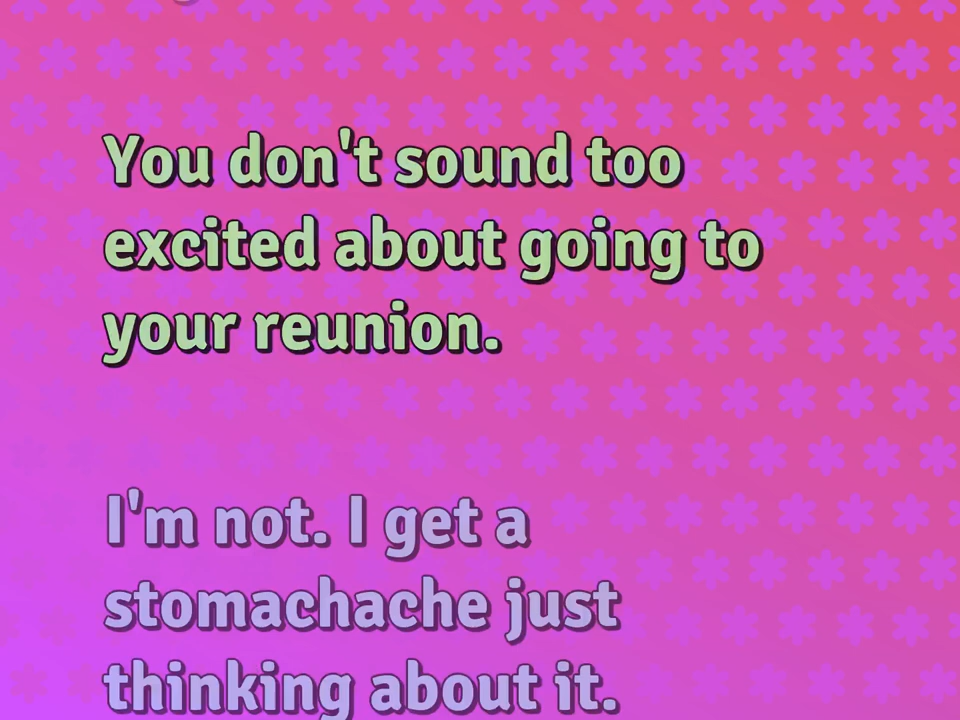 You don't sound too
excited about going to
your reunion.
I'm not. I get a
stomachache just
thinking about it.